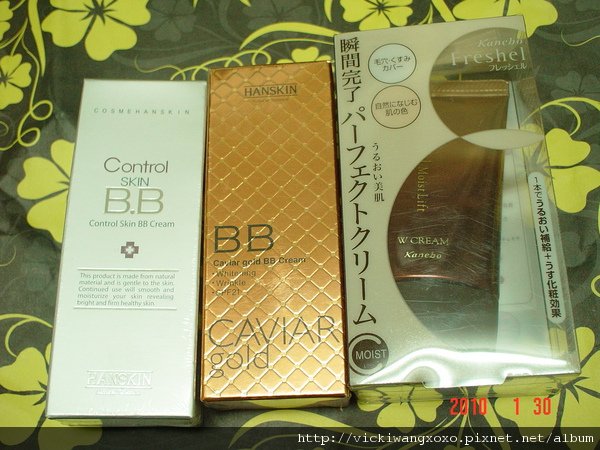 COSMEHANSKIN
Control
SKIN
B.B
Control Skin BB Cream
This product is made from natural
material and is gentle to the skin.
Continued use will smooth and
moisturize your skin revealing
bright and firm healthy skin.
HANSKIN
HANSKIN
BB
Caviar gold BB Cream
Whitening
Wrinkle
SPF21
CAVIAR
gold
Kanebo
Freshel
フレッシェル
毛穴・くすみ
カバー
自然になじむ
肌の色
瞬間完了 パーフェクトクリーム
うるおい美肌
Moist Lift
W CREAM
Kanebo
1本でうるおい補給+うす化粧効果
MOIST
2010 1 30
http://vickiwangxoxo.pixnet.net/album